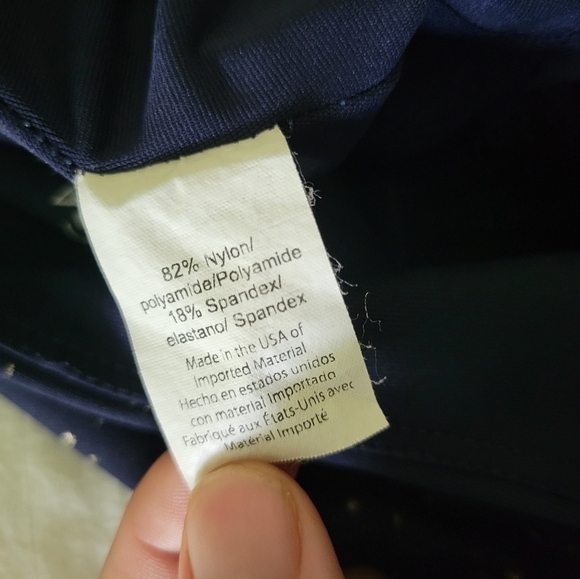 82% Nylon/
polyamide/Polyamide
18% Spandex/
elastano/ Spandex
Made in the USA of
Imported Material
Hecho en estados unidos
con material Importado
Fabriqué aux États-Unis avec
Material Importé